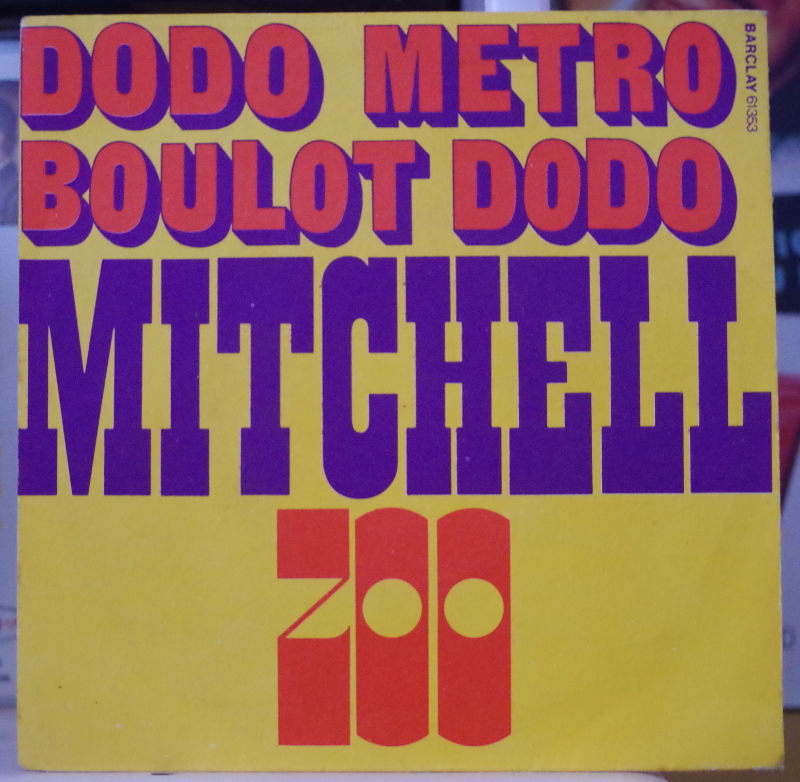 DODO METRO
BOULOT DODO
MITCHELL
ZOO
BARCLAY 61353